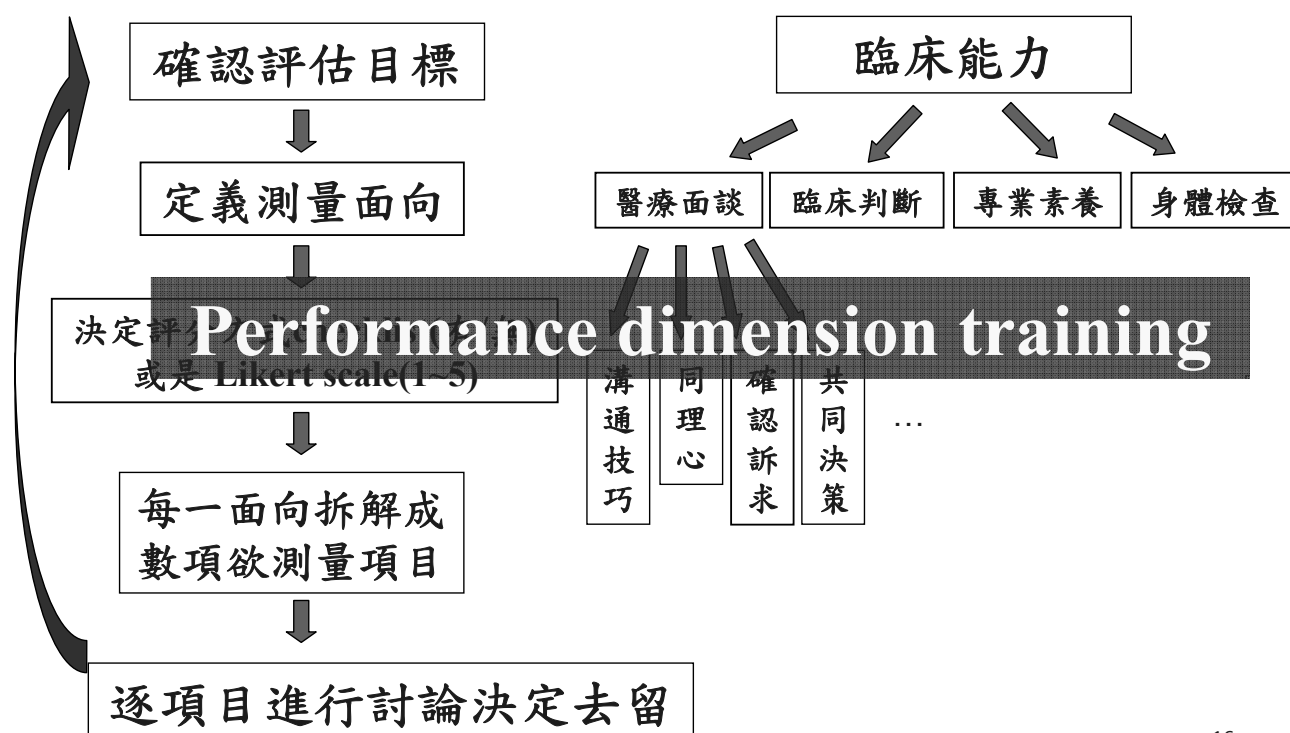 確認評估目標
定義測量面向
決定評分方式
或是 Likert scale(1~5)
每一面向拆解成
數項欲測量項目
逐項目進行討論決定去留
臨床能力
醫療面談
臨床判斷
專業素養
身體檢查
溝通技巧
同理心
確認訴求
共同決策
…
Performance dimension training